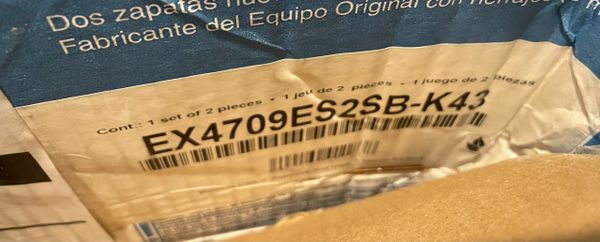 Dos zapatas
Fabricante del Equipo Original con herrajes
Cont.: 1 set of 2 pieces • 1 jeu de 2 pièces • 1 juego de 2 piezas
EX4709ES2SB-K43